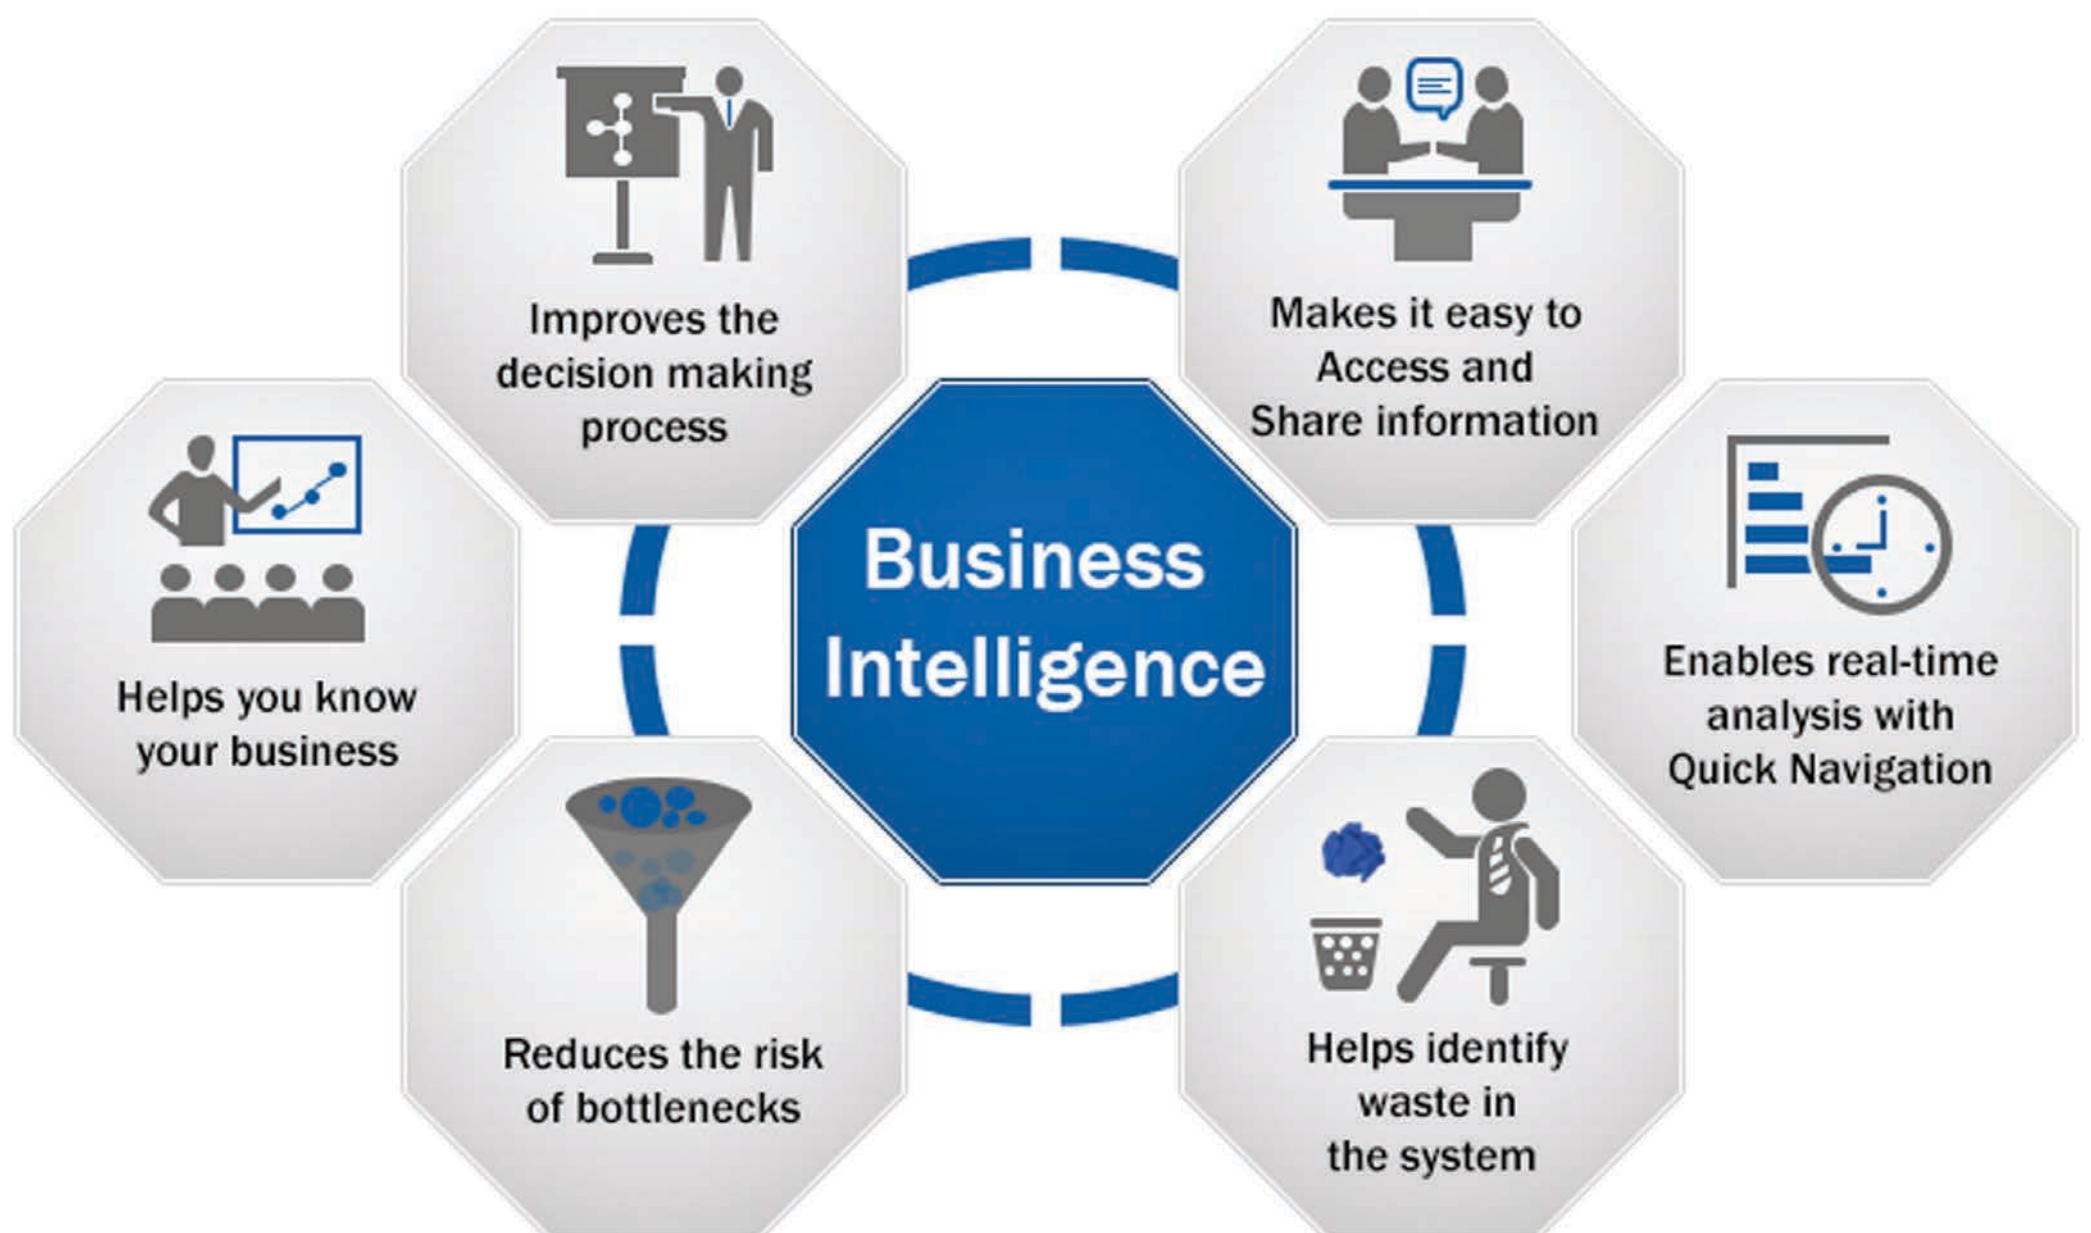 Improves the
decision making
process
Makes it easy to
Access and
Share information
Helps you know
your business
Business
Intelligence
Enables real-time
analysis with
Quick Navigation
Reduces the risk
of bottlenecks
Helps identify
waste in
the system